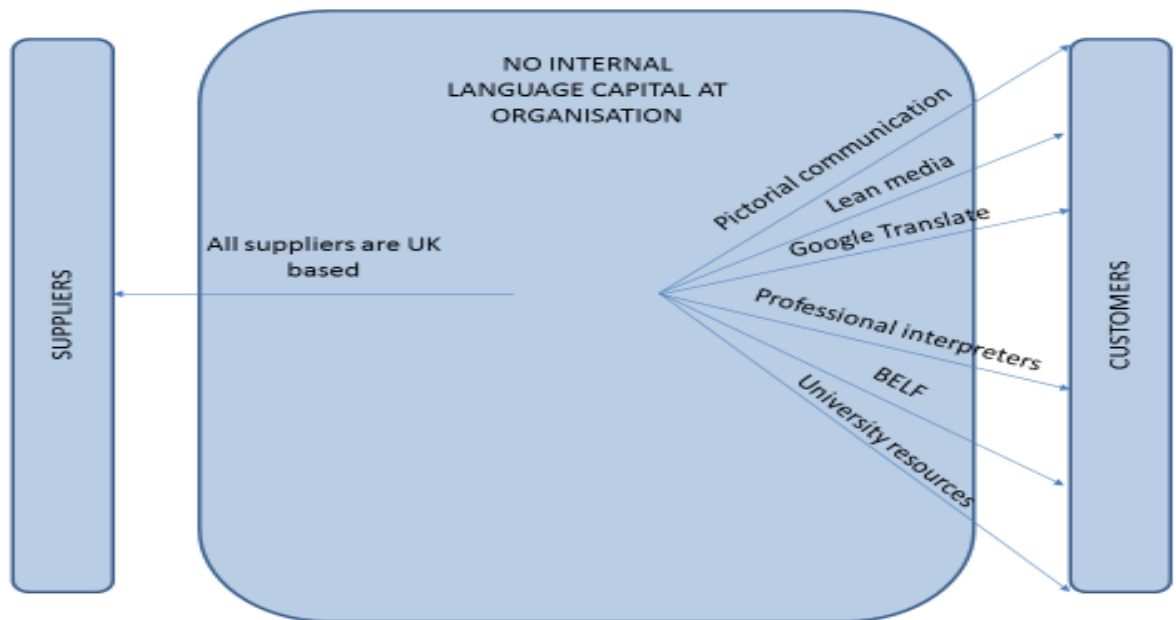 NO INTERNAL
LANGUAGE CAPITAL AT
ORGANISATION
SUPPLIERS
All suppliers are UK
based
Pictorial communication
Lean media
Google Translate
Professional interpreters
BELF
University resources
CUSTOMERS